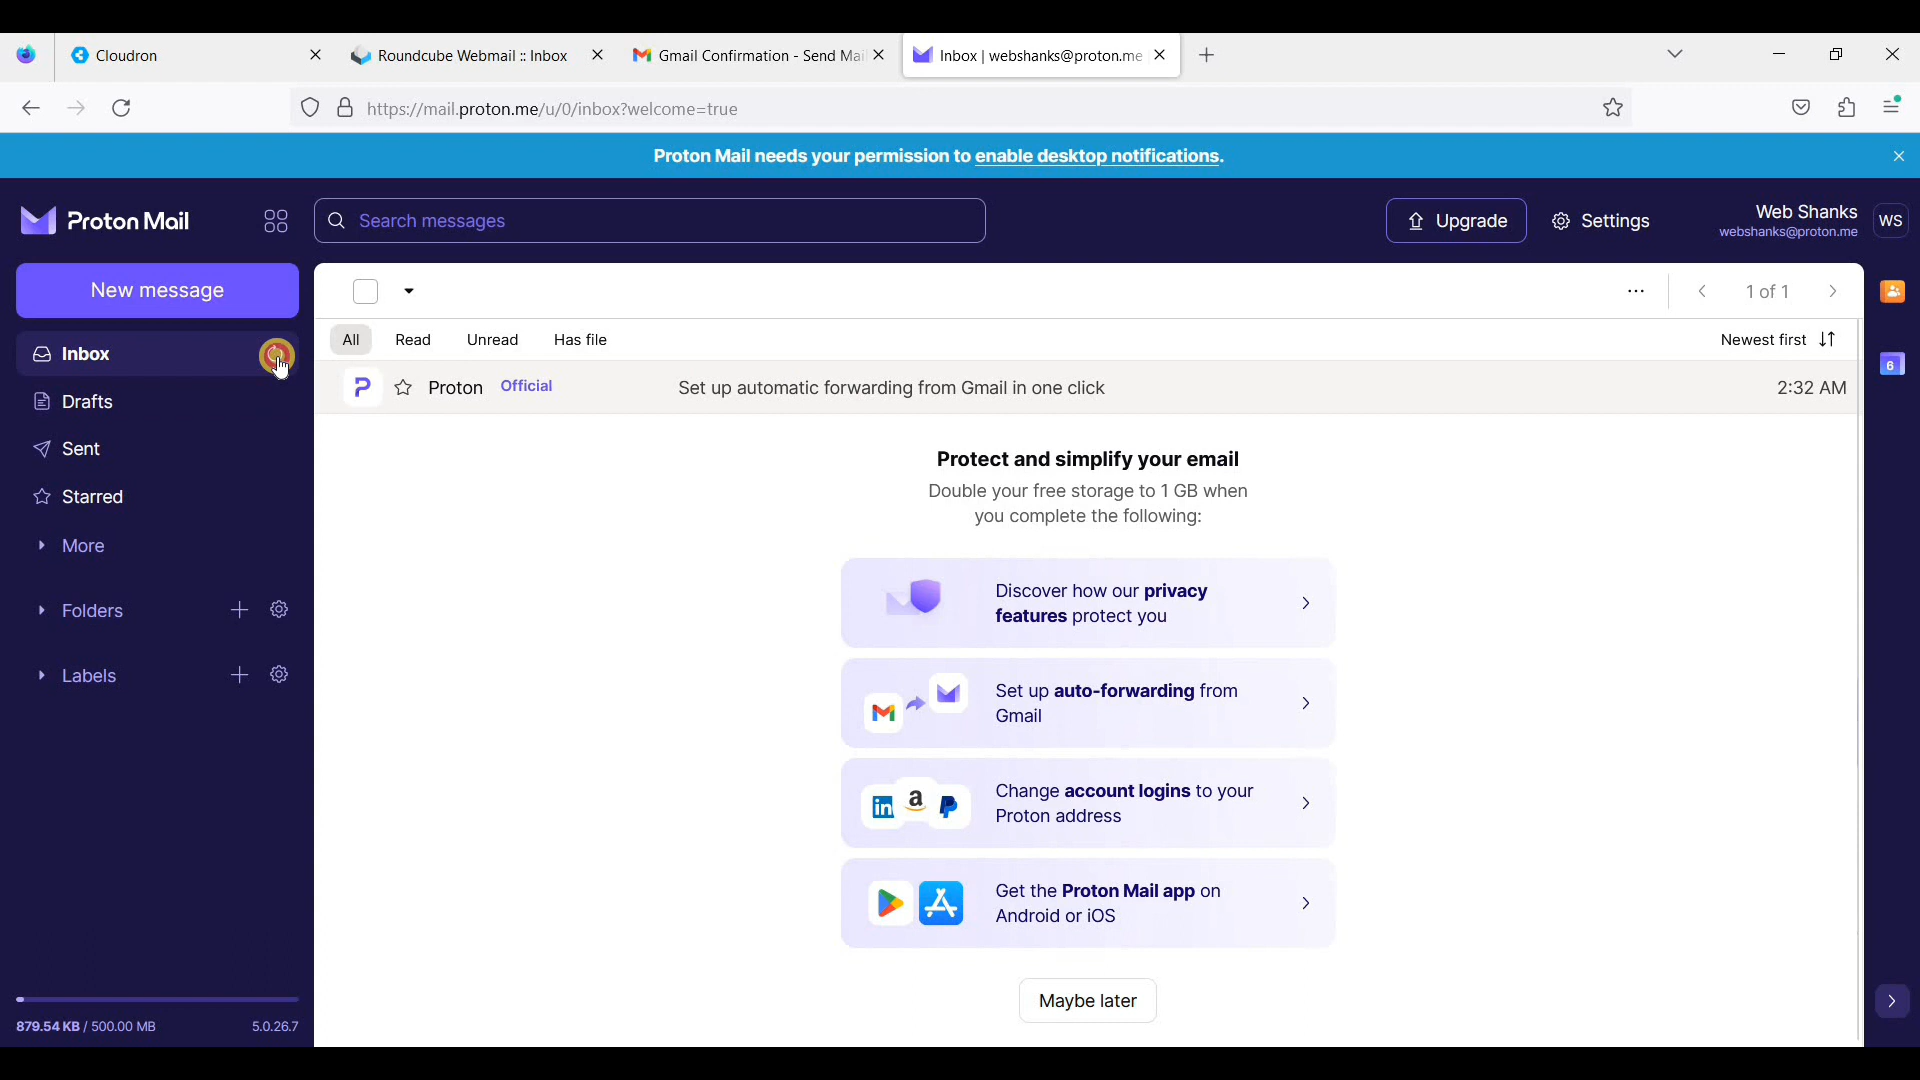 Cloudron
Roundcube Webmail :: Inbox
Gmail Confirmation - Send Mai
Inbox | webshanks@proton.me
https://mail.proton.me/u/0/inbox?welcome=true
Proton Mail needs your permission to enable desktop notifications.
Proton Mail
Search messages
Upgrade
Settings
Web Shanks
webshanks@proton.me
WS
New message
1 of 1
Inbox
All
Read
Unread
Has file
Newest first
Drafts
Proton
Official
Set up automatic forwarding from Gmail in one click
2:32 AM
6
Sent
Starred
More
Folders
Labels
Protect and simplify your email
Double your free storage to 1 GB when
you complete the following:
Discover how our privacy
features protect you
Set up auto-forwarding from
Gmail
Change account logins to your
Proton address
in
a
Get the Proton Mail app on
Android or iOS
Maybe later
879.54 KB / 500.00 MB
5.0.26.7